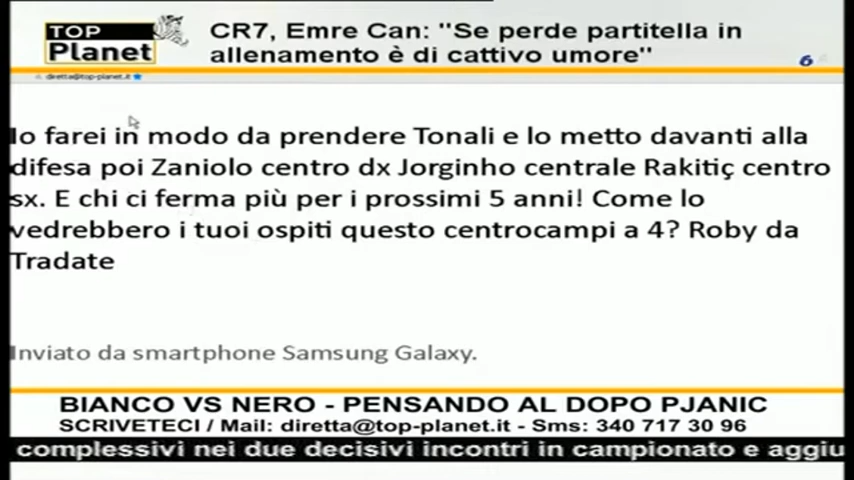 TOP
Planet
CR7, Emre Can: "Se perde partitella in
allenamento è di cattivo umore"
6
diretta@top-planet.it
Io farei in modo da prendere Tonali e lo metto davanti alla
difesa poi Zaniolo centro dx Jorginho centrale Rakitiç centro
sx. E chi ci ferma più per i prossimi 5 anni! Come lo
vedrebbero i tuoi ospiti questo centrocampi a 4? Roby da
Tradate
Inviato da smartphone Samsung Galaxy.
BIANCO VS NERO - PENSANDO AL DOPO PJANIC
SCRIVETECI / Mail: diretta@top-planet.it - Sms: 340 717 30 96
complessivi nei due decisivi incontri in campionato e aggiu